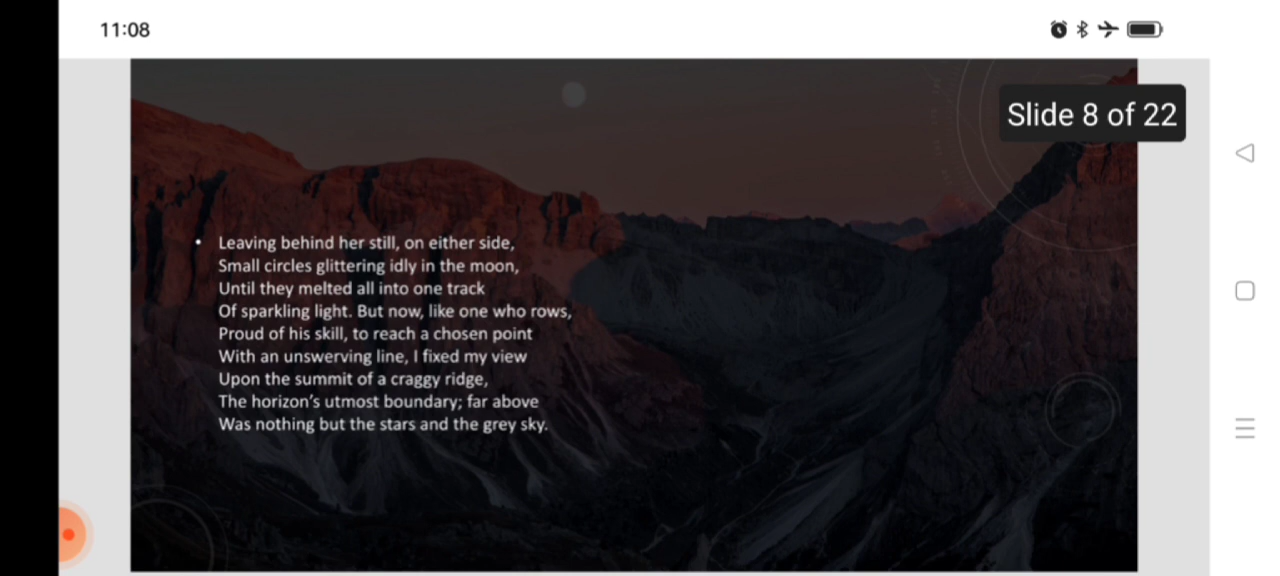 11:08
Slide 8 of 22
• Leaving behind her still, on either side,
Small circles glittering idly in the moon,
Until they melted all into one track
Of sparkling light. But now, like one who rows,
Proud of his skill, to reach a chosen point
With an unswerving line, I fixed my view
Upon the summit of a craggy ridge,
The horizon’s utmost boundary; far above
Was nothing but the stars and the grey sky.